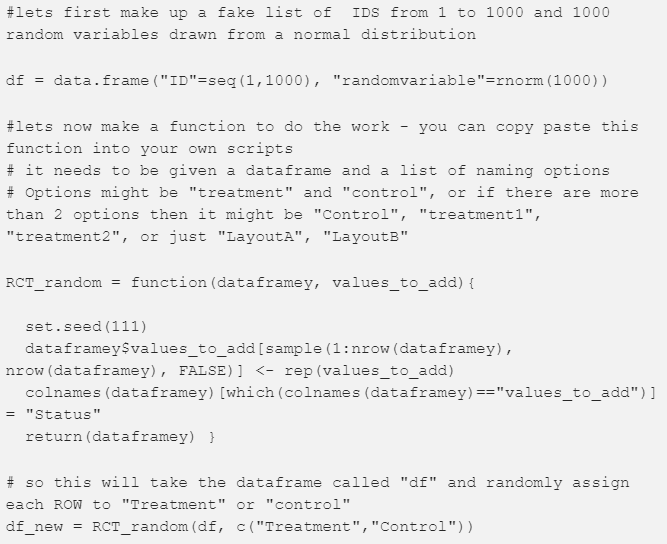 #lets first make up a fake list of  IDS from 1 to 1000 and 1000
random variables drawn from a normal distribution
df = data.frame("ID"=seq(1,1000), "randomvariable"=rnorm(1000))
#lets now make a function to do the work - you can copy paste this
function into your own scripts
# it needs to be given a dataframe and a list of naming options
# Options might be "treatment" and "control", or if there are more
than 2 options then it might be "Control", "treatment1",
"treatment2", or just "LayoutA", "LayoutB"
RCT_random = function(dataframey, values_to_add){
  set.seed(111)
  dataframey$values_to_add[sample(1:nrow(dataframey),
nrow(dataframey), FALSE)] <- rep(values_to_add)
  colnames(dataframey)[which(colnames(dataframey)=="values_to_add")]
= "Status"
  return(dataframey) }
# so this will take the dataframe called "df" and randomly assign
each ROW to "Treatment" or "control"
df_new = RCT_random(df, c("Treatment","Control"))